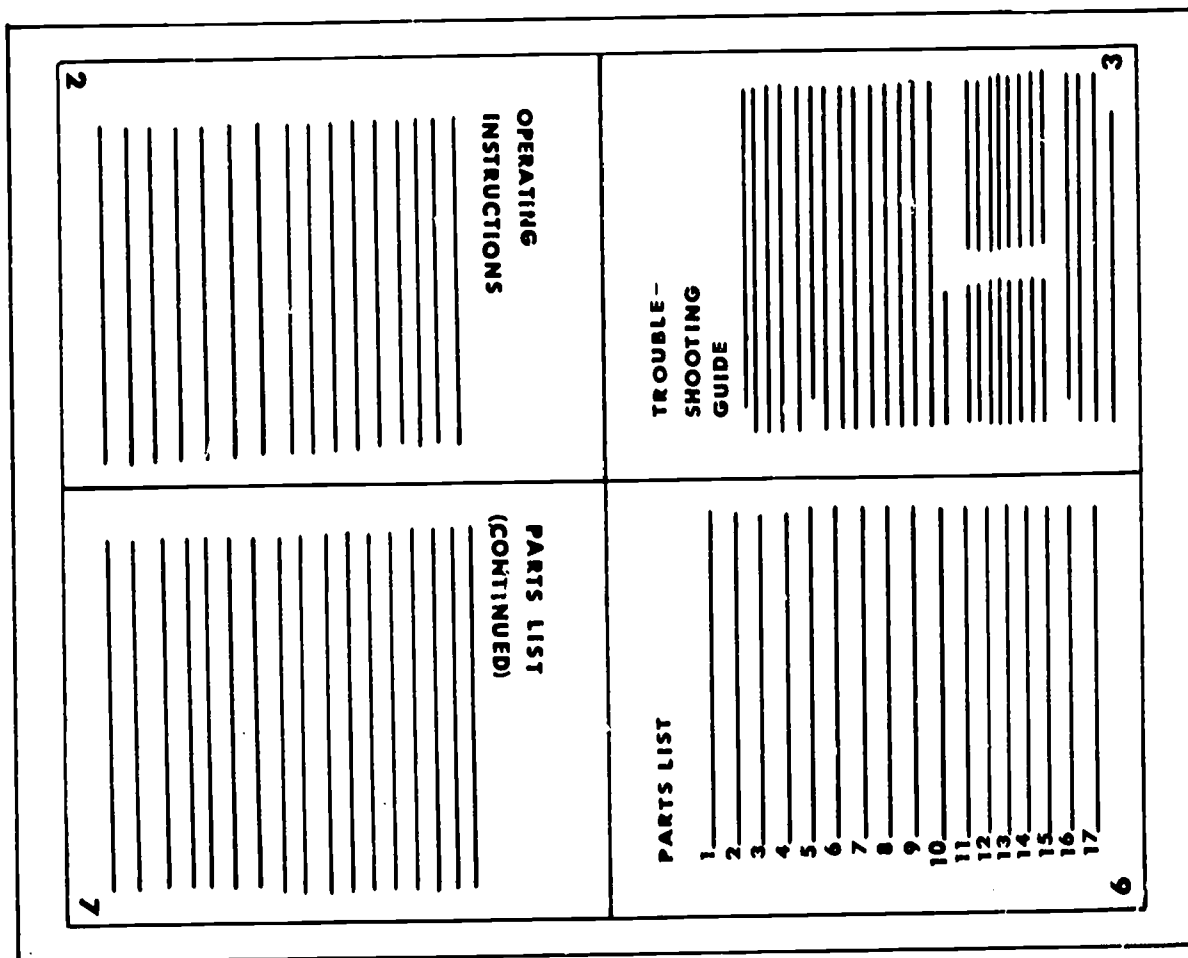 2
OPERATING
INSTRUCTIONS
3
TROUBLE-
SHOOTING
GUIDE
PARTS LIST
(CONTINUED)
7
PARTS LIST
1
2
3
4
5
6
7
8
9
10
11
12
13
14
15
16
17
6